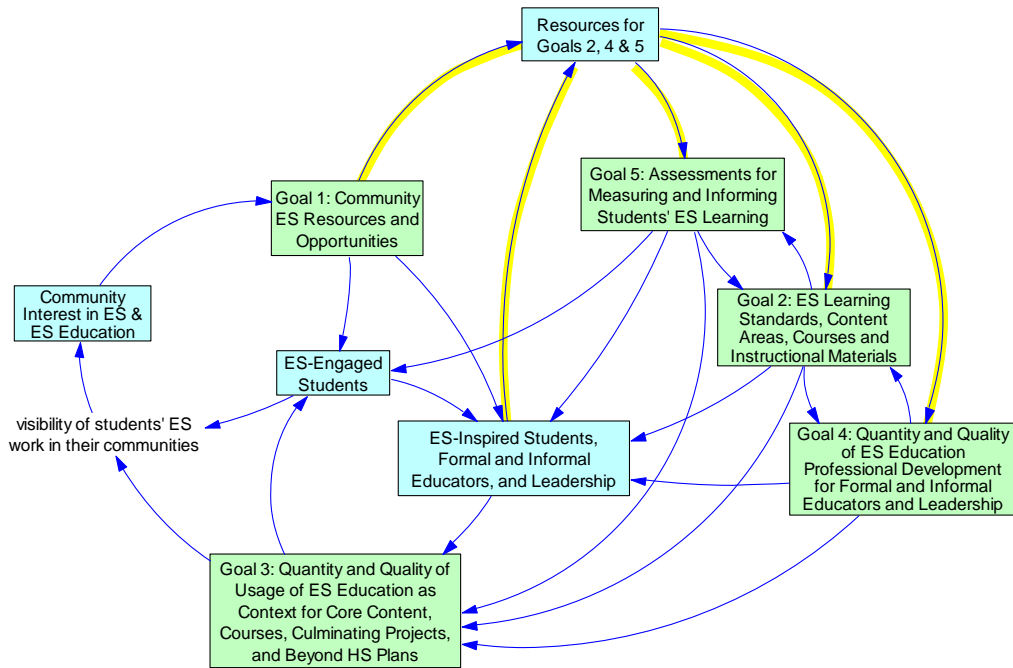 Resources for
Goals 2, 4 & 5
Goal 5: Assessments for
Measuring and Informing
Students' ES Learning
Goal 1: Community
ES Resources and
Opportunities
Community
Interest in ES &
ES Education
Goal 2: ES Learning
Standards, Content
Areas, Courses and
Instructional Materials
ES-Engaged
Students
visibility of students' ES
work in their communities
ES-Inspired Students,
Formal and Informal
Educators, and Leadership
Goal 4: Quantity and Quality
of ES Education
Professional Development
for Formal and Informal
Educators and Leadership
Goal 3: Quantity and Quality of
Usage of ES Education as
Context for Core Content,
Courses, Culminating Projects,
and Beyond HS Plans